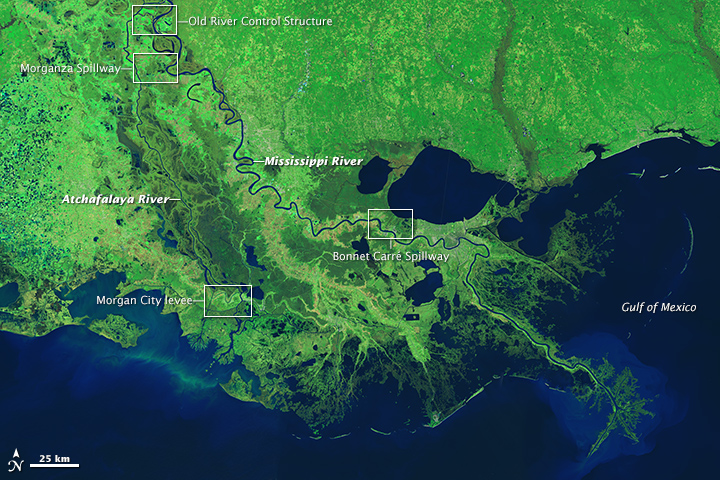 Old River Control Structure
Morganza Spillway
Mississippi River
Atchafalaya River
Bonnet Carré Spillway
Morgan City levee
Gulf of Mexico
N
25 km